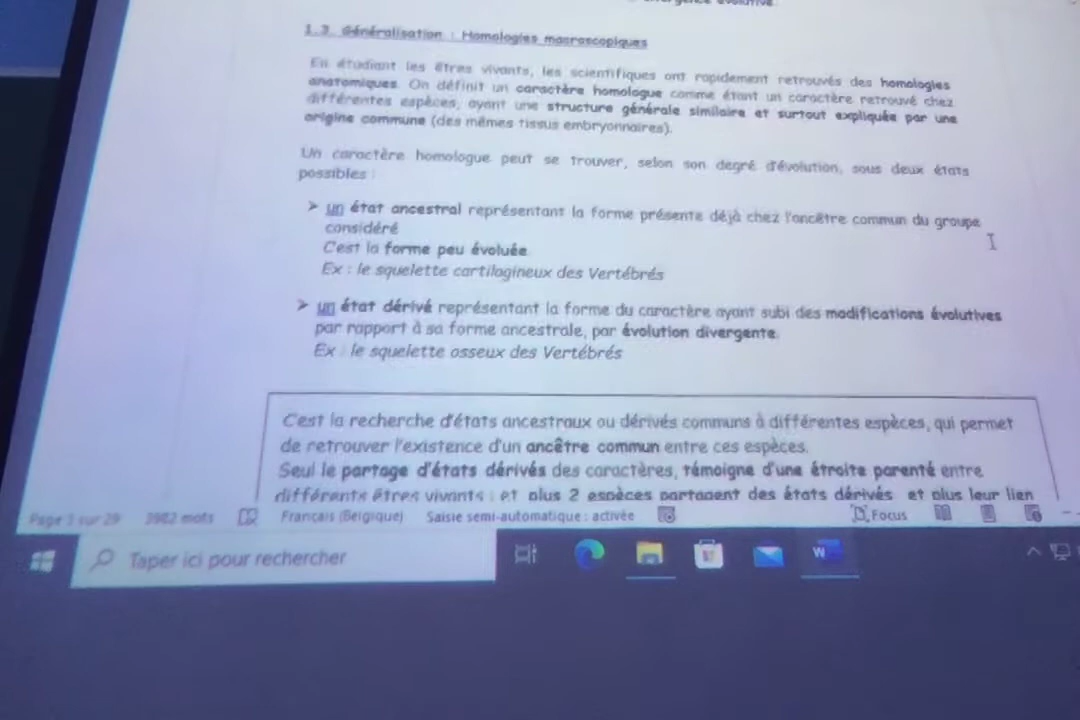 évolutive
1.3. Généralisation : Homologies macroscopiques
En étudiant les êtres vivants, les scientifiques ont rapidement retrouvés des homologies
anatomiques. On définit un caractère homologue comme étant un caractère retrouvé chez
différentes espèces, ayant une structure générale similaire et surtout expliquée par une
origine commune (des mêmes tissus embryonnaires).
Un caractère homologue peut se trouver, selon son degré d'évolution, sous deux états
possibles :
➢ un état ancestral représentant la forme présente déjà chez l'ancêtre commun du groupe
considéré
C'est la forme peu évoluée.
Ex : le squelette cartilagineux des Vertébrés
➢ un état dérivé représentant la forme du caractère ayant subi des modifications évolutives
par rapport à sa forme ancestrale, par évolution divergente.
Ex : le squelette osseux des Vertébrés
C'est la recherche d'états ancestraux ou dérivés communs à différentes espèces, qui permet
de retrouver l'existence d'un ancêtre commun entre ces espèces.
Seul le partage d'états dérivés des caractères, témoigne d'une étroite parenté entre
différents êtres vivants : et plus 2 espèces partagent des états dérivés et plus leur lien
Page 3 sur 29 3982 mots Français (Belgique) Saisie semi-automatique : activée Focus
Taper ici pour rechercher W